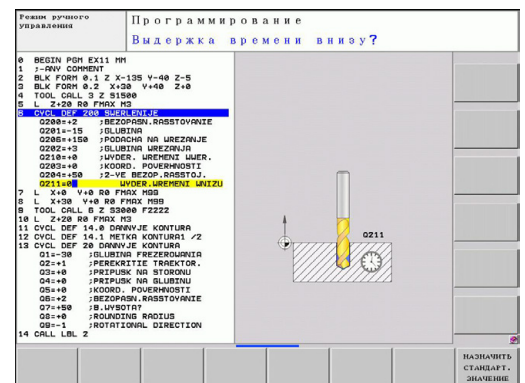 Режим ручного
управления
Программирование
Выдержка времени внизу?
0 BEGIN PGM EX11 MM
1 ;-ANY COMMENT
2 BLK FORM 0.1 Z X-135 Y-40 Z-5
3 BLK FORM 0.2 X+30 Y+40 Z+0
4 TOOL CALL 3 Z S1500
5 L Z+20 R0 FMAX M3
6 CYCL DEF 200 SWERLENIJE
Q200=+2 ;BEZOPASN.RASSTOYANIE
Q201=-15 ;GLUBINA
Q206=+150 ;PODACHA NA WREZANJE
Q202=+3 ;GLUBINA WREZANJA
Q210=+0 ;WYDER. WREMENI WWER.
Q203=+0 ;KOORD. POVERHNOSTI
Q204=+50 ;2-YE BEZOP.RASSTOJ.
Q211=0 WYDER.WREMENI WNIZU
7 L X+0 Y+0 R0 FMAX M99
8 L X+30 Y+0 R0 FMAX M99
9 TOOL CALL 6 Z S3000 F2222
10 L Z+20 R0 FMAX M3
11 CYCL DEF 14.0 DANNYJE KONTURA
12 CYCL DEF 14.1 METKA KONTURA1 /2
13 CYCL DEF 20 DANNYJE KONTURA
Q1=-30 ;GLUBINA FREZEROWANIA
Q2=+1 ;PEREKRITIE TRAEKTOR.
Q3=+0 ;PRIPUSK NA STORONU
Q4=+0 ;PRIPUSK NA GLUBINU
Q5=+0 ;KOORD. POVERHNOSTI
Q6=+2 ;BEZOPASN.RASSTOYANIE
Q7=+50 ;B.WYSOTA?
Q8=+0 ;ROUNDING RADIUS
Q9=-1 ;ROTATIONAL DIRECTION
14 CALL LBL 2
Q211
НАЗНАЧИТЬ
СТАНДАРТ.
ЗНАЧЕНИЕ